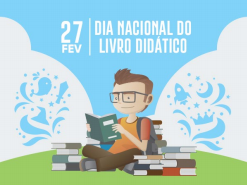 27
FEV
DIA NACIONAL DO
LIVRO DIDÁTICO